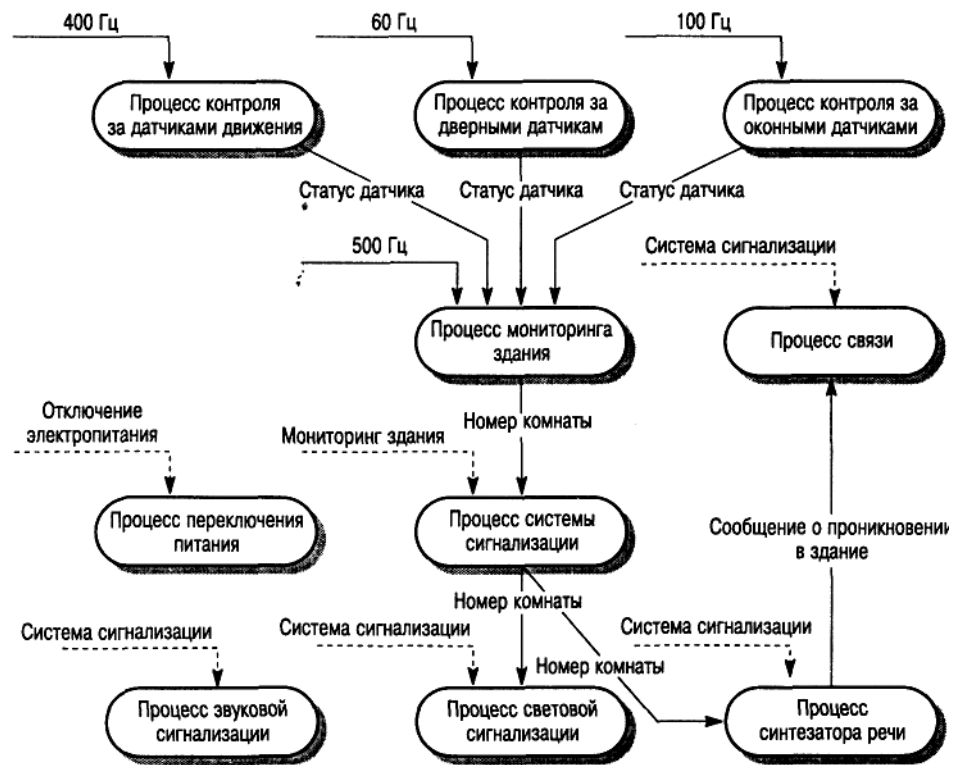 400 Гц
60 Гц
100 Гц
Процесс контроля
за датчиками движения
Процесс контроля за
дверными датчикам
Процесс контроля за
оконными датчиками
Статус датчика
Статус датчика
Статус датчика
500 Гц
Система сигнализации
Процесс мониторинга
здания
Процесс связи
Отключение
электропитания
Мониторинг здания
Номер комнаты
Процесс переключения
питания
Процесс системы
сигнализации
Сообщение о проникновении
в здание
Номер комнаты
Система сигнализации
Система сигнализации
Система сигнализации
Номер комнаты
Процесс звуковой
сигнализации
Процесс световой
сигнализации
Процесс
синтезатора речи